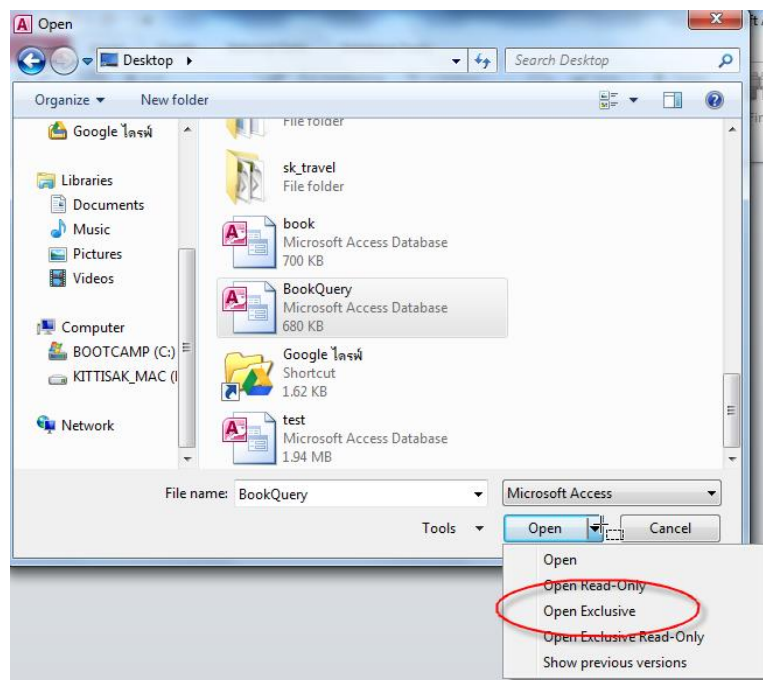 Open
Desktop
Search Desktop
Organize
New folder
Google ไดรฟ์
Libraries
Documents
Music
Pictures
Videos
Computer
BOOTCAMP (C:)
KITTISAK_MAC (
Network
File folder
sk_travel
File folder
book
Microsoft Access Database
700 KB
BookQuery
Microsoft Access Database
680 KB
Google ไดรฟ์
Shortcut
1.62 KB
test
Microsoft Access Database
1.94 MB
File name: BookQuery
Microsoft Access
Tools
Open
Cancel
Open
Open Read-Only
Open Exclusive
Open Exclusive Read-Only
Show previous versions